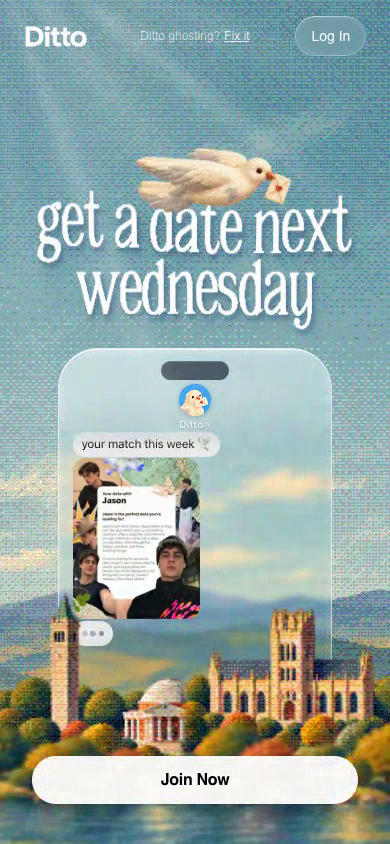 Ditto
Ditto ghosting? Fix it
Log In
get a date next
wednesday
Ditto
your match this week
Your date with
Jason
Jason is the perfect date you're
looking for!
Join Now